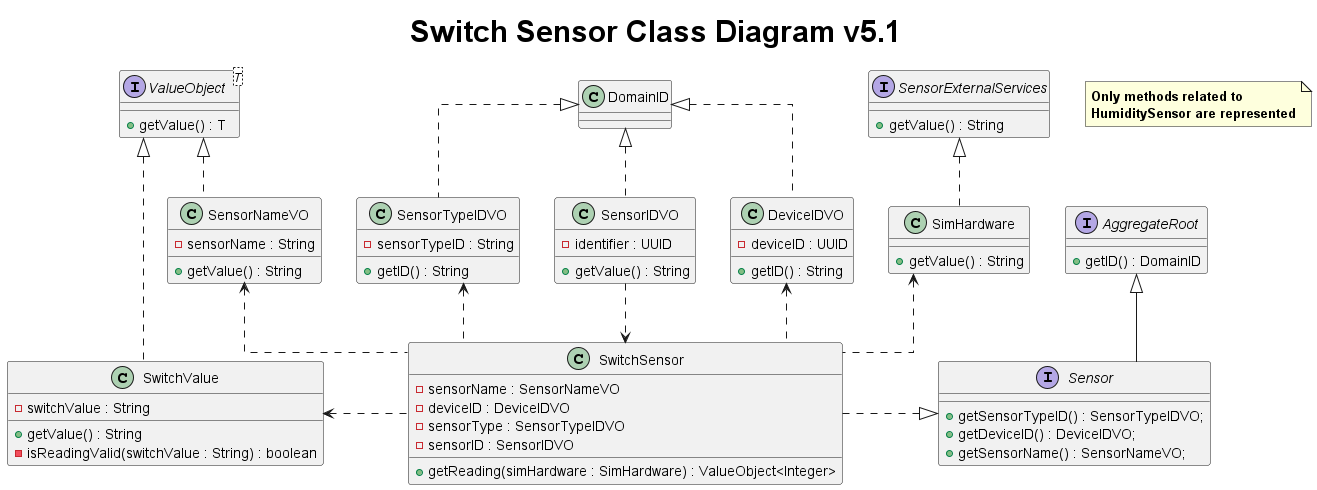 Switch Sensor Class Diagram v5.1
I ValueObject T
getValue() : T
C DomainID
I SensorExternalServices
getValue() : String
Only methods related to
HumiditySensor are represented
C SensorNameVO
sensorName : String
getValue() : String
C SensorTypeIDVO
sensorTypeID : String
getID() : String
C SensorIDVO
identifier : UUID
getValue() : String
C DeviceIDVO
deviceID : UUID
getID() : String
C SimHardware
getValue() : String
I AggregateRoot
getID() : DomainID
C SwitchValue
switchValue : String
getValue() : String
isReadingValid(switchValue : String) : boolean
C SwitchSensor
sensorName : SensorNameVO
deviceID : DeviceIDVO
sensorType : SensorTypeIDVO
sensorID : SensorIDVO
getReading(simHardware : SimHardware) : ValueObject<Integer>
I Sensor
getSensorTypeID() : SensorTypeIDVO;
getDeviceID() : DeviceIDVO;
getSensorName() : SensorNameVO;